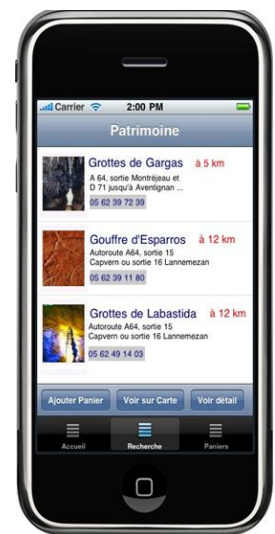 Carrier 2:00 PM
Patrimoine
Grottes de Gargas à 5 km
A 64, sortie Montréjeau et
D 71 jusqu'à Aventignan ...
05 62 39 72 39
Gouffre d'Esparros à 12 km
Autoroute A64, sortie 15
Capvern ou sortie 16 Lannemezan
05 62 39 11 80
Grottes de Labastida à 12 km
Autoroute A64, sortie 15
Capvern ou sortie 16 Lannemezan
05 62 49 14 03
Ajouter Panier Voir sur Carte Voir détail
Accueil Recherche Paniers